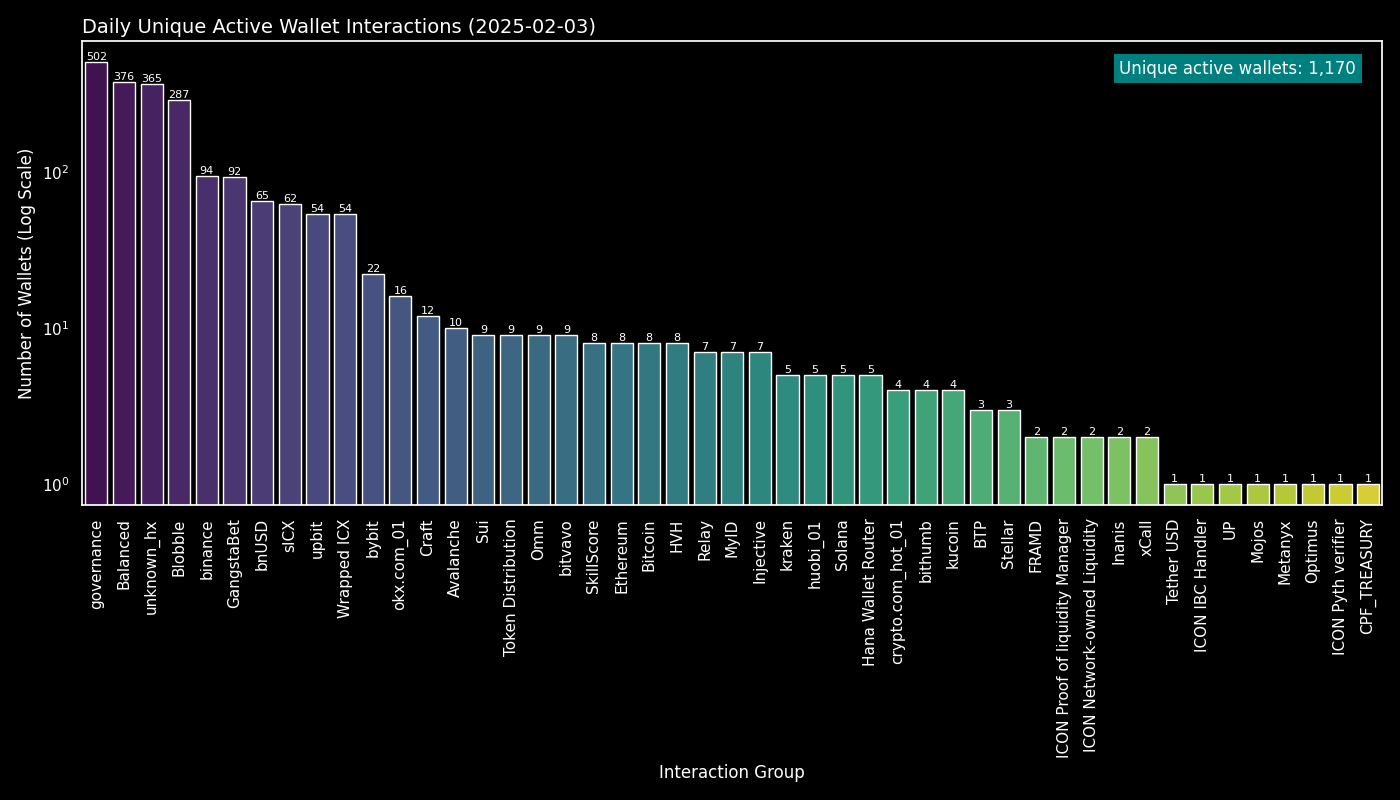 Daily Unique Active Wallet Interactions (2025-02-03)
Unique active wallets: 1,170
Number of Wallets (Log Scale)
10²
10¹
10⁰
502
376
365
287
94
92
65
62
54
54
22
16
12
10
9
9
9
9
8
8
8
8
7
7
7
5
5
5
5
4
4
4
3
3
2
2
2
2
2
1
1
1
1
1
1
1
1
governance
Balanced
unknown_hx
Blobble
binance
GangstaBet
bnUSD
sICX
upbit
Wrapped ICX
bybit
okx.com_01
Craft
Avalanche
Sui
Token Distribution
Omm
bitvavo
SkillScore
Ethereum
Bitcoin
HVH
Relay
MyID
Injective
kraken
huobi_01
Solana
Hana Wallet Router
crypto.com_hot_01
bithumb
kucoin
BTP
Stellar
FRAMD
ICON Proof of liquidity Manager
ICON Network-owned Liquidity
Inanis
xCall
Tether USD
ICON IBC Handler
UP
Mojos
Metanyx
Optimus
ICON Pyth verifier
CPF_TREASURY
Interaction Group